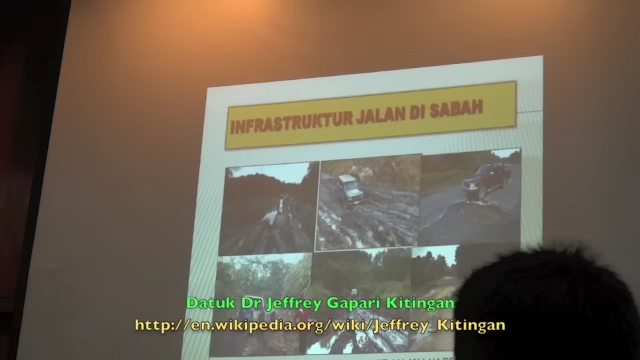 INFRASTRUKTUR JALAN DI SABAH
Datuk Dr Jeffrey Gapari Kitingan
http://en.wikipedia.org/wiki/Jeffrey_Kitingan